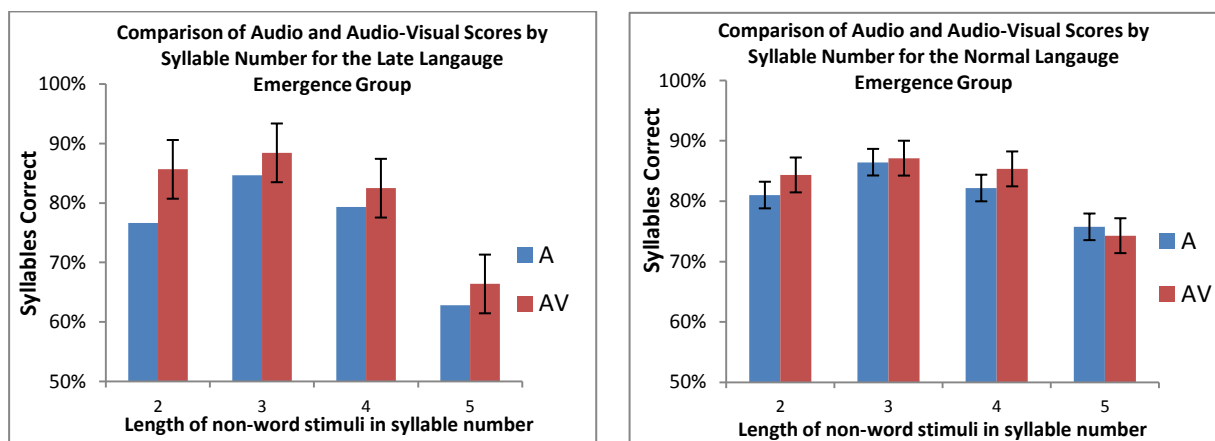 Comparison of Audio and Audio-Visual Scores by
Syllable Number for the Late Langauge
Emergence Group
100%
90%
80%
70%
60%
50%
Syllables Correct
2 3 4 5
Length of non-word stimuli in syllable number
A
AV
Comparison of Audio and Audio-Visual Scores by
Syllable Number for the Normal Langauge
Emergence Group
100%
90%
80%
70%
60%
50%
Syllables Correct
2 3 4 5
Length of non-word stimuli in syllable number
A
AV